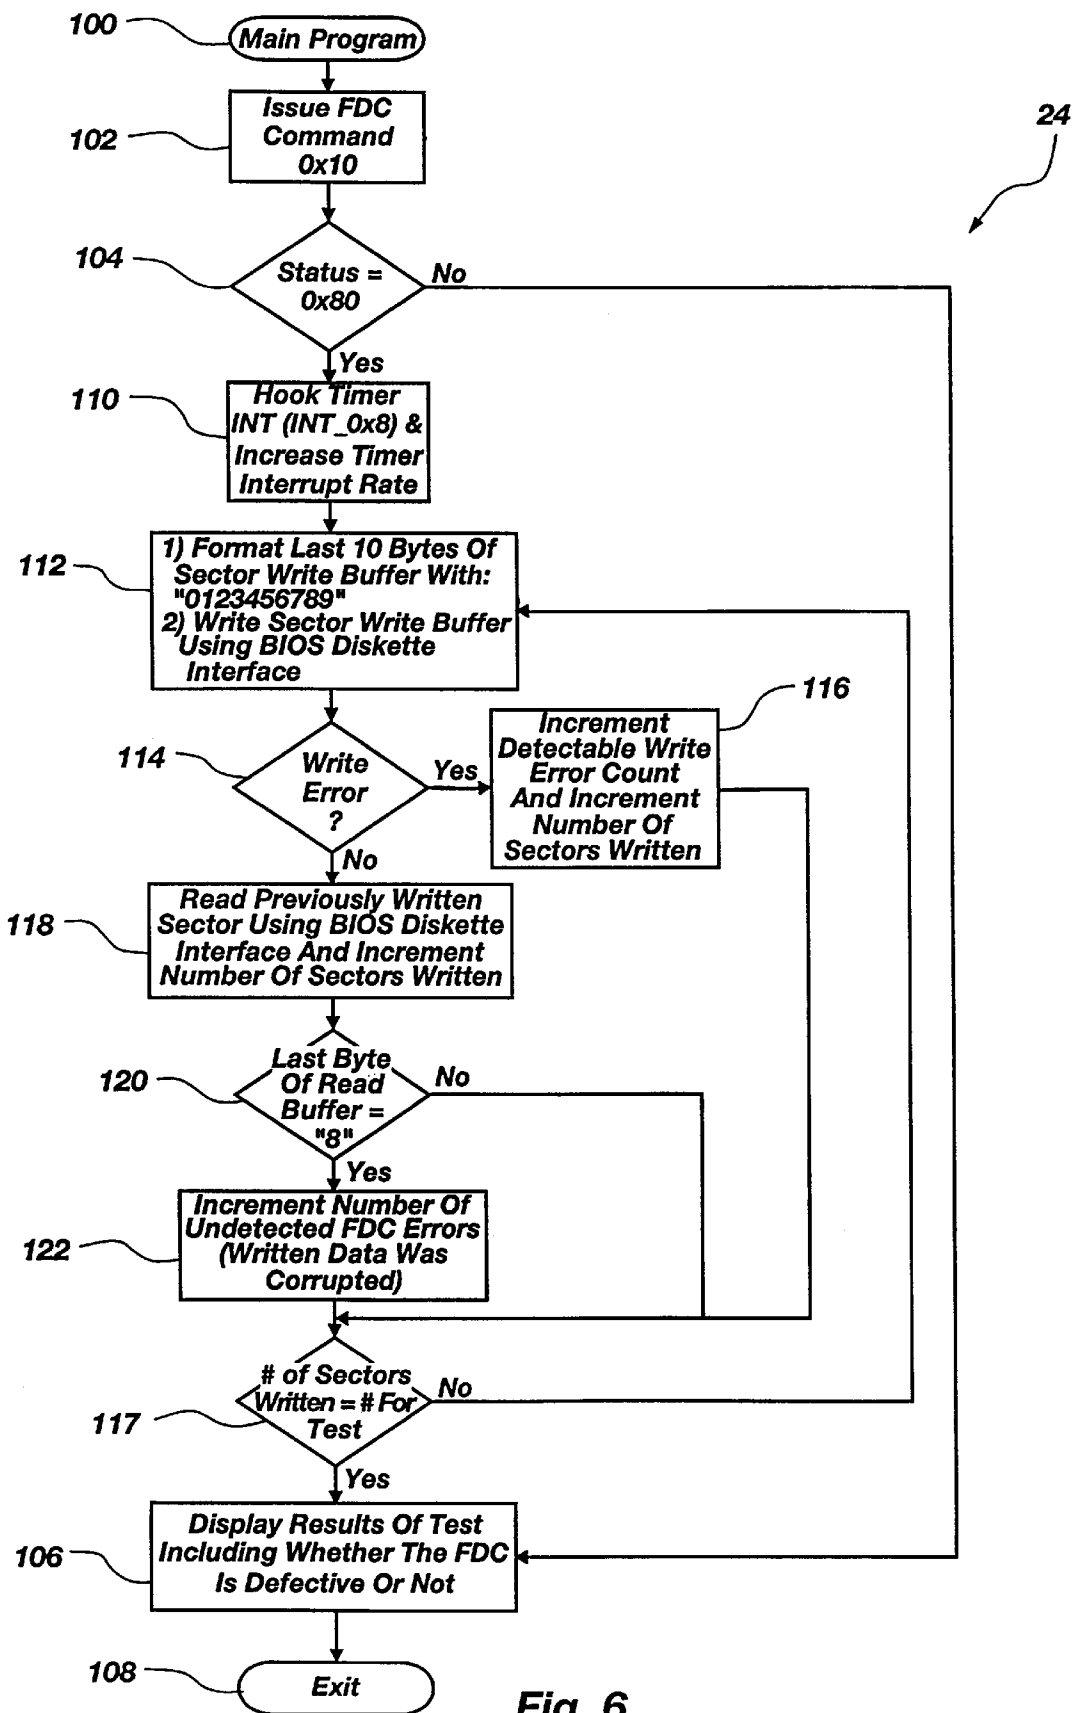 100
Main Program
Issue FDC
Command
0x10
102
24
104
Status =
0x80
No
Yes
110
Hook Timer
INT (INT_0x8) &
Increase Timer
Interrupt Rate
112
1) Format Last 10 Bytes Of
Sector Write Buffer With:
"0123456789"
2) Write Sector Write Buffer
Using BIOS Diskette
Interface
114
Write
Error
?
Yes
No
116
Increment
Detectable Write
Error Count
And Increment
Number Of
Sectors Written
118
Read Previously Written
Sector Using BIOS Diskette
Interface And Increment
Number Of Sectors Written
120
Last Byte
Of Read
Buffer =
"8"
No
Yes
122
Increment Number Of
Undetected FDC Errors
(Written Data Was
Corrupted)
117
# of Sectors
Written = # For
Test
No
Yes
106
Display Results Of Test
Including Whether The FDC
Is Defective Or Not
108
Exit
Fig. 6